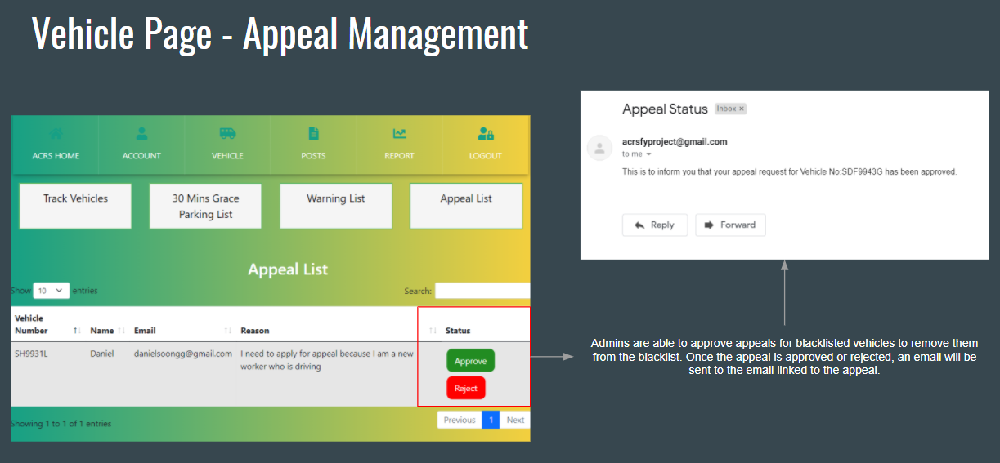 Vehicle Page - Appeal Management
ACRS HOME
ACCOUNT
VEHICLE
POSTS
REPORT
LOGOUT
Track Vehicles
30 Mins Grace
Parking List
Warning List
Appeal List
Appeal List
Show 10 entries
Search:
Vehicle
Number
Name
Email
Reason
Status
SH9931L
Daniel
danielsoongg@gmail.com
I need to apply for appeal because I am a new
worker who is driving
Approve
Reject
Showing 1 to 1 of 1 entries
Previous 1 Next
Appeal Status Inbox ×
acrsfyproject@gmail.com
to me
This is to inform you that your appeal request for Vehicle No:SDF9943G has been approved.
Reply
Forward
Admins are able to approve appeals for blacklisted vehicles to remove them
from the blacklist. Once the appeal is approved or rejected, an email will be
sent to the email linked to the appeal.